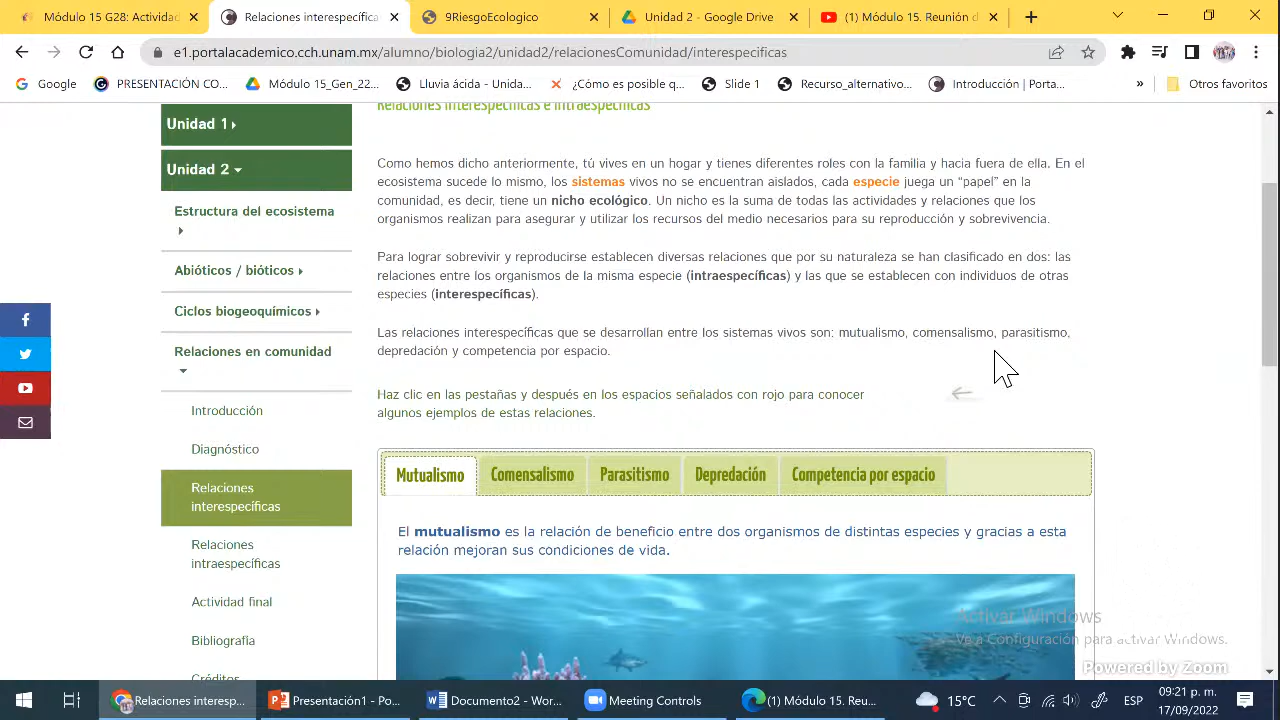 Módulo 15 G28: Actividad
Relaciones interespecífica
9RiesgoEcologico
Unidad 2 - Google Drive
(1) Módulo 15. Reunión d
e1.portalacademico.cch.unam.mx/alumno/biologia2/unidad2/relacionesComunidad/interespecificas
Google
PRESENTACIÓN CO...
Módulo 15_Gen_22...
Lluvia ácida - Unida...
¿Cómo es posible q...
Slide 1
Recurso_alternativo...
Introducción | Porta...
»
Otros favoritos
Relaciones interespecíficas e intraespecíficas
Unidad 1
Unidad 2
Estructura del ecosistema
Abióticos / bióticos
Ciclos biogeoquímicos
Relaciones en comunidad
Introducción
Diagnóstico
Relaciones
interespecíficas
Relaciones
intraespecíficas
Actividad final
Bibliografía
Créditos
Como hemos dicho anteriormente, tú vives en un hogar y tienes diferentes roles con la familia y hacia fuera de ella. En el
ecosistema sucede lo mismo, los sistemas vivos no se encuentran aislados, cada especie juega un “papel” en la
comunidad, es decir, tiene un nicho ecológico. Un nicho es la suma de todas las actividades y relaciones que los
organismos realizan para asegurar y utilizar los recursos del medio necesarios para su reproducción y sobrevivencia.
Para lograr sobrevivir y reproducirse establecen diversas relaciones que por su naturaleza se han clasificado en dos: las
relaciones entre los organismos de la misma especie (intraespecíficas) y las que se establecen con individuos de otras
especies (interespecíficas).
Las relaciones interespecíficas que se desarrollan entre los sistemas vivos son: mutualismo, comensalismo, parasitismo,
depredación y competencia por espacio.
Haz clic en las pestañas y después en los espacios señalados con rojo para conocer
algunos ejemplos de estas relaciones.
Mutualismo
Comensalismo
Parasitismo
Depredación
Competencia por espacio
El mutualismo es la relación de beneficio entre dos organismos de distintas especies y gracias a esta
relación mejoran sus condiciones de vida.
Activar Windows
Ve a Configuración para activar Windows.
Powered by Zoom
Relaciones interesp...
Presentación1 - Po...
Documento2 - Wor...
Meeting Controls
(1) Módulo 15. Reu...
15°C
ESP
09:21 p. m.
17/09/2022